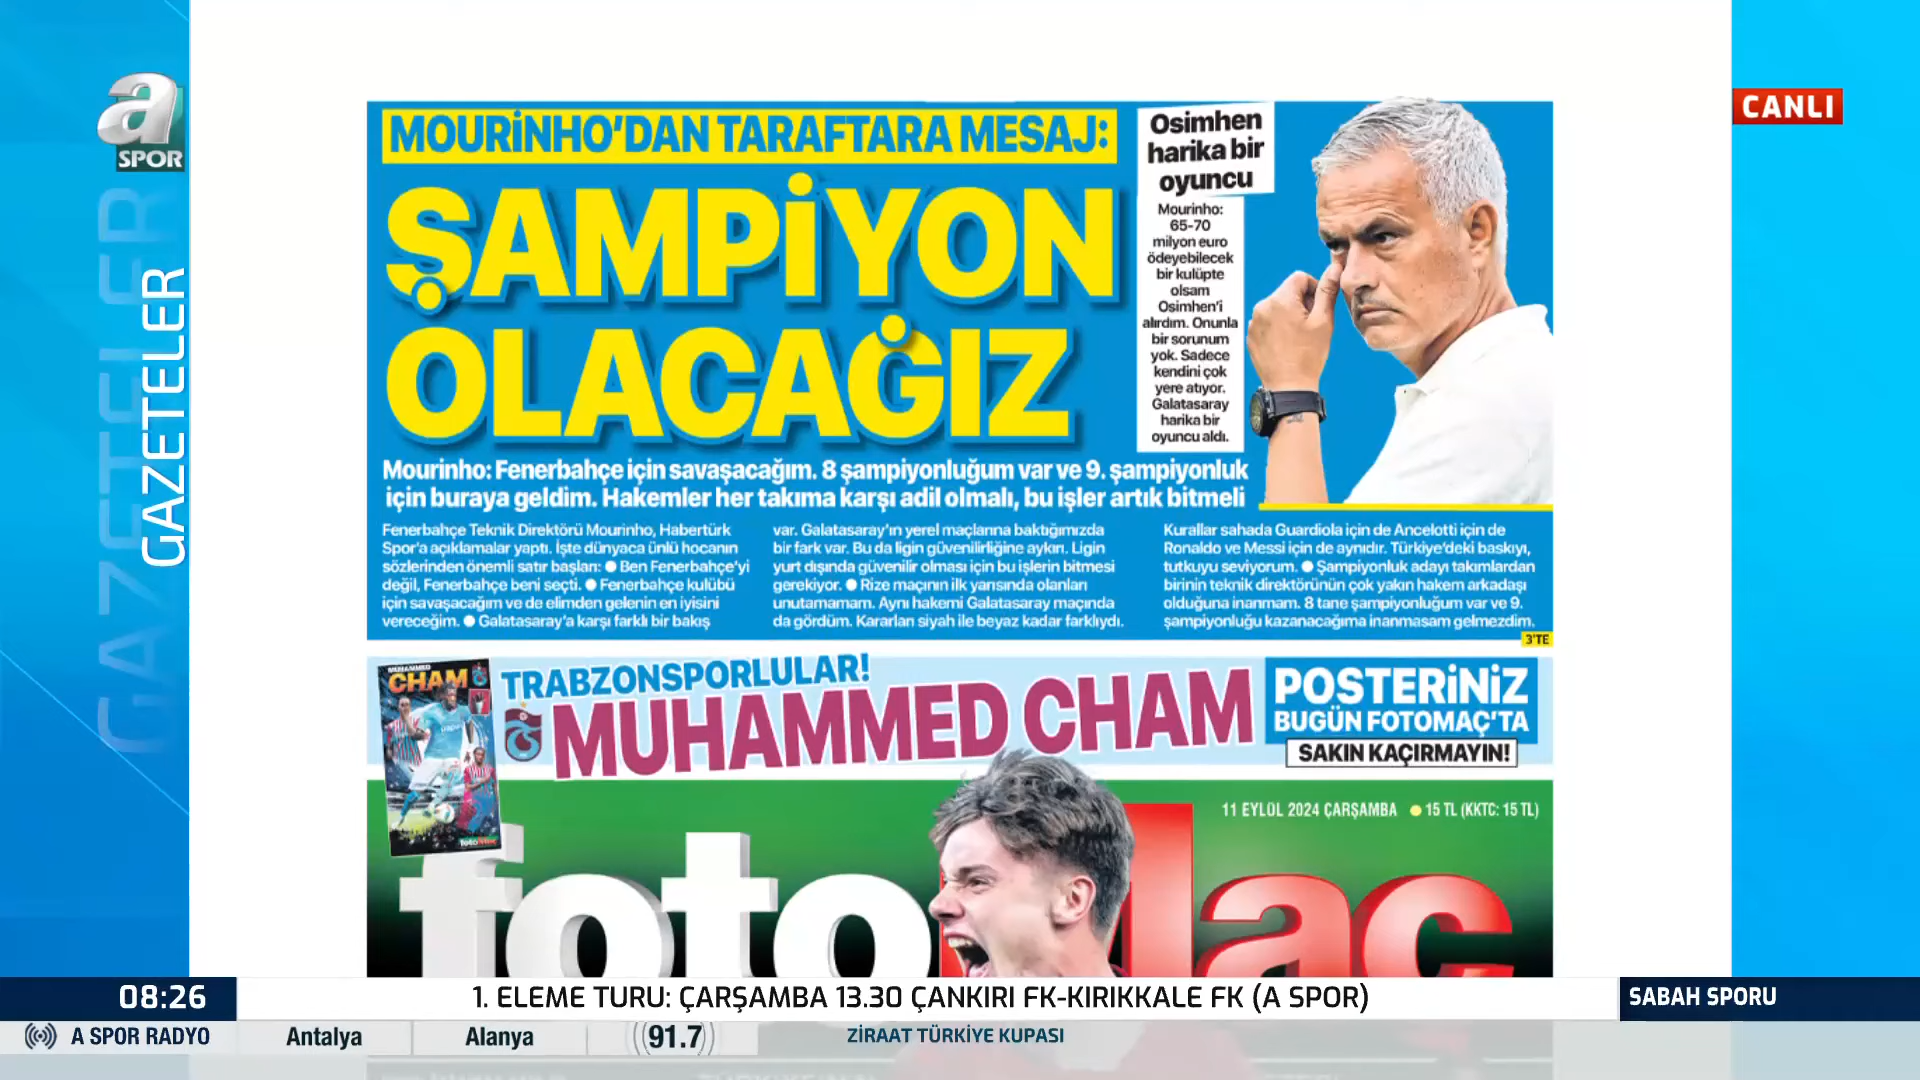 a
SPOR
GAZETELER
GAZETELER
CANLI
MOURİNHO'DAN TARAFTARA MESAJ:
ŞAMPİYON
OLACAĞIZ
Osimhen
harika bir
oyuncu
Mourinho:
65-70
milyon euro
ödeyebilecek
bir kulüpte
olsam
Osimhen'i
alırdım. Onunla
bir sorunum
yok. Sadece
kendini çok
yere atıyor.
Galatasaray
harika bir
oyuncu aldı.
Mourinho: Fenerbahçe için savaşacağım. 8 şampiyonluğum var ve 9. şampiyonluk
için buraya geldim. Hakemler her takıma karşı adil olmalı, bu işler artık bitmeli
Fenerbahçe Teknik Direktörü Mourinho, Habertürk
Spor'a açıklamalar yaptı. İşte dünyaca ünlü hocanın
sözlerinden önemli satır başları: ● Ben Fenerbahçe'yi
değil, Fenerbahçe beni seçti. ● Fenerbahçe kulübü
için savaşacağım ve de elimden gelenin en iyisini
vereceğim. ● Galatasaray'a karşı farklı bir bakış
var. Galatasaray'ın yerel maçlarına baktığımızda
bir fark var. Bu da ligin güvenilirliğine aykırı. Ligin
yurt dışında güvenilir olması için bu işlerin bitmesi
gerekiyor. ● Rize maçının ilk yarısında olanları
unutamamam. Aynı hakemi Galatasaray maçında
da gördüm. Kararları siyah ile beyaz kadar farklıydı.
Kurallar sahada Guardiola için de Ancelotti için de
Ronaldo ve Messi için de aynıdır. Türkiye'deki baskıyı,
tutkuyu seviyorum. ● Şampiyonluk adayı takımlardan
birinin teknik direktörünün çok yakın hakem arkadaşı
olduğuna inanmam. 8 tane şampiyonluğum var ve 9.
şampiyonluğu kazanacağıma inanmasam gelmezdim.
3'TE
MUHAMMED
CHAM
fotomaç
TRABZONSPORLULAR!
MUHAMMED CHAM
POSTERİNİZ
BUGÜN FOTOMAÇ'TA
SAKIN KAÇIRMAYIN!
11 EYLÜL 2024 ÇARŞAMBA ● 15 TL (KKTC: 15 TL)
fotomaç
08:26
1. ELEME TURU: ÇARŞAMBA 13.30 ÇANKIRI FK-KIRIKKALE FK (A SPOR)
SABAH SPORU
A SPOR RADYO
Antalya
Alanya
91.7
ZİRAAT TÜRKİYE KUPASI